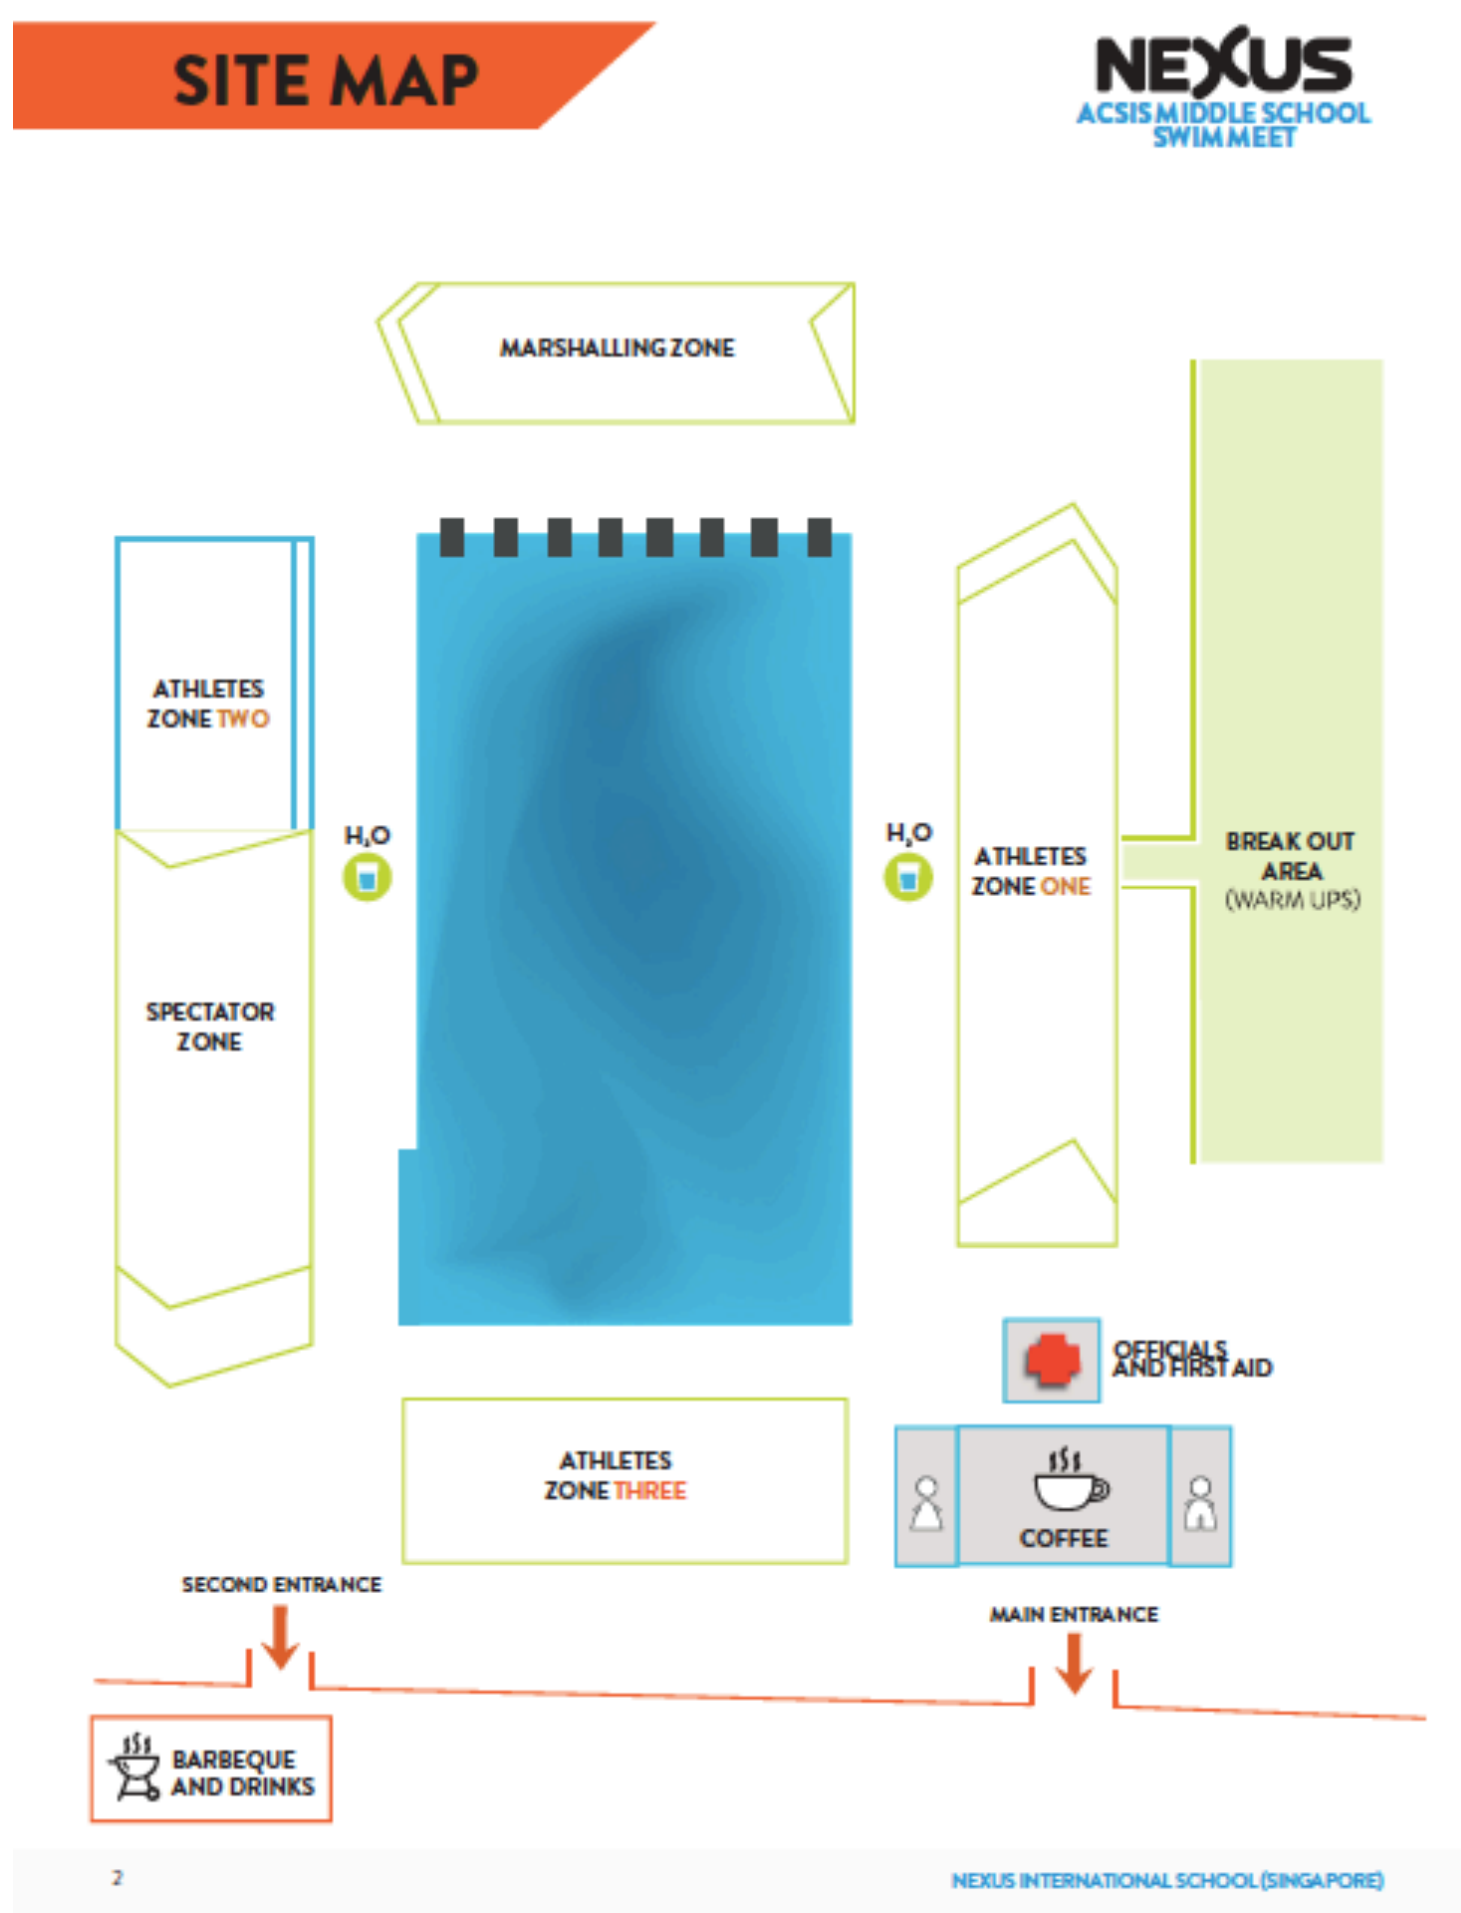 SITE MAP
NEXUS
ACSIS MIDDLE SCHOOL
SWIM MEET
MARSHALLING ZONE
ATHLETES
ZONE TWO
H₂O
H₂O
ATHLETES
ZONE ONE
BREAK OUT
AREA
(WARM UPS)
SPECTATOR
ZONE
OFFICIALS
AND FIRST AID
ATHLETES
ZONE THREE
COFFEE
SECOND ENTRANCE
MAIN ENTRANCE
BARBEQUE
AND DRINKS
2
NEXUS INTERNATIONAL SCHOOL (SINGAPORE)